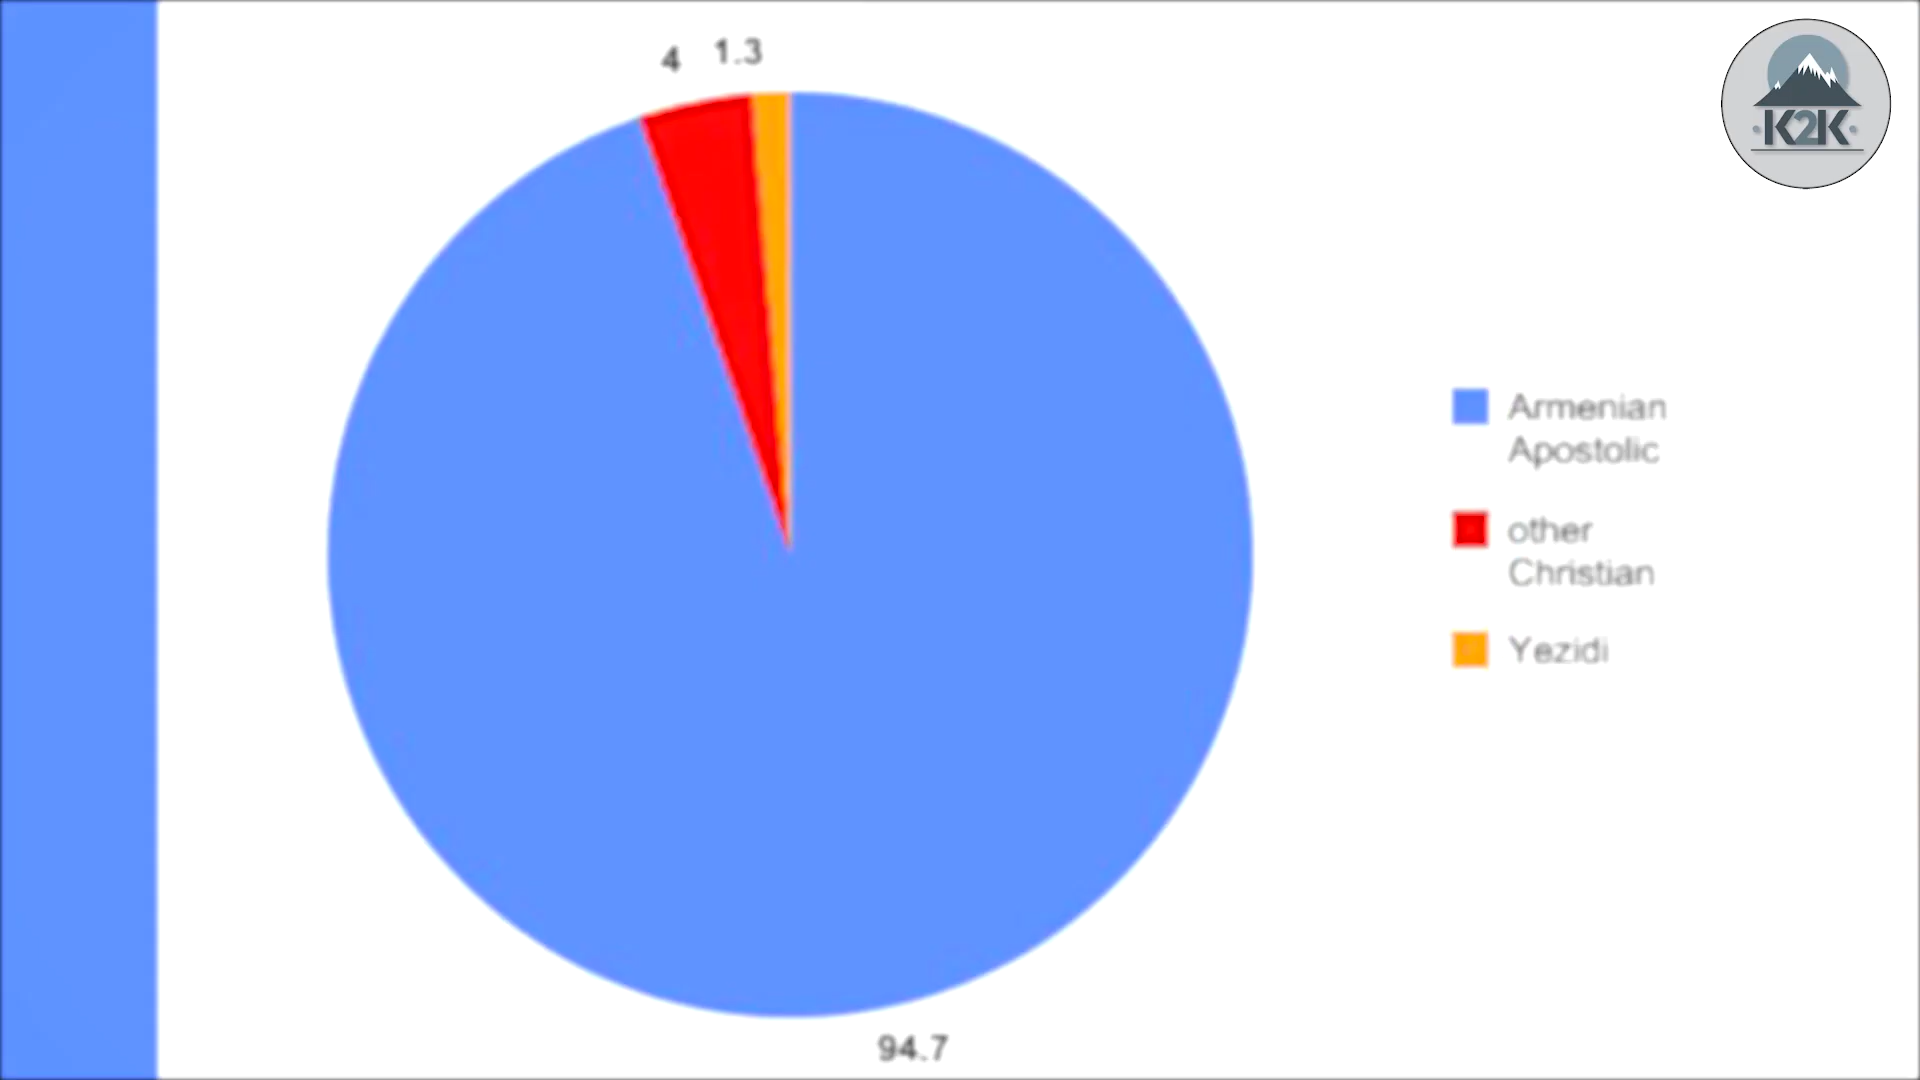 4 1.3
K2K
Armenian
Apostolic
other
Christian
Yezidi
94.7